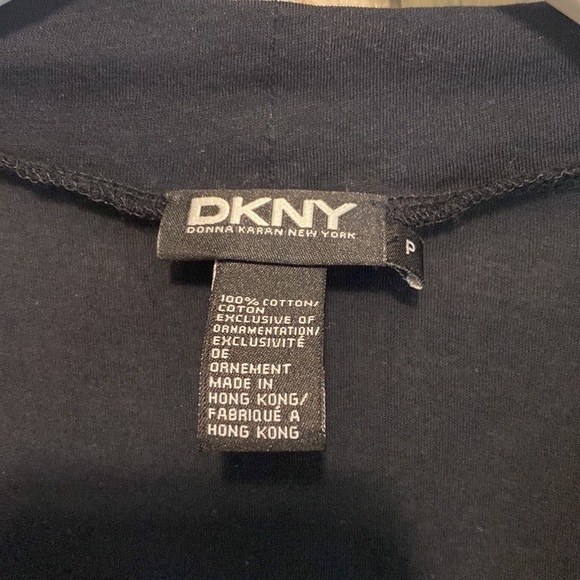 DKNY
DONNA KARAN NEW YORK
P
100% COTTON/
COTON
EXCLUSIVE OF
ORNAMENTATION/
EXCLUSIVITÉ
DE
ORNEMENT
MADE IN
HONG KONG/
FABRIQUÉ A
HONG KONG